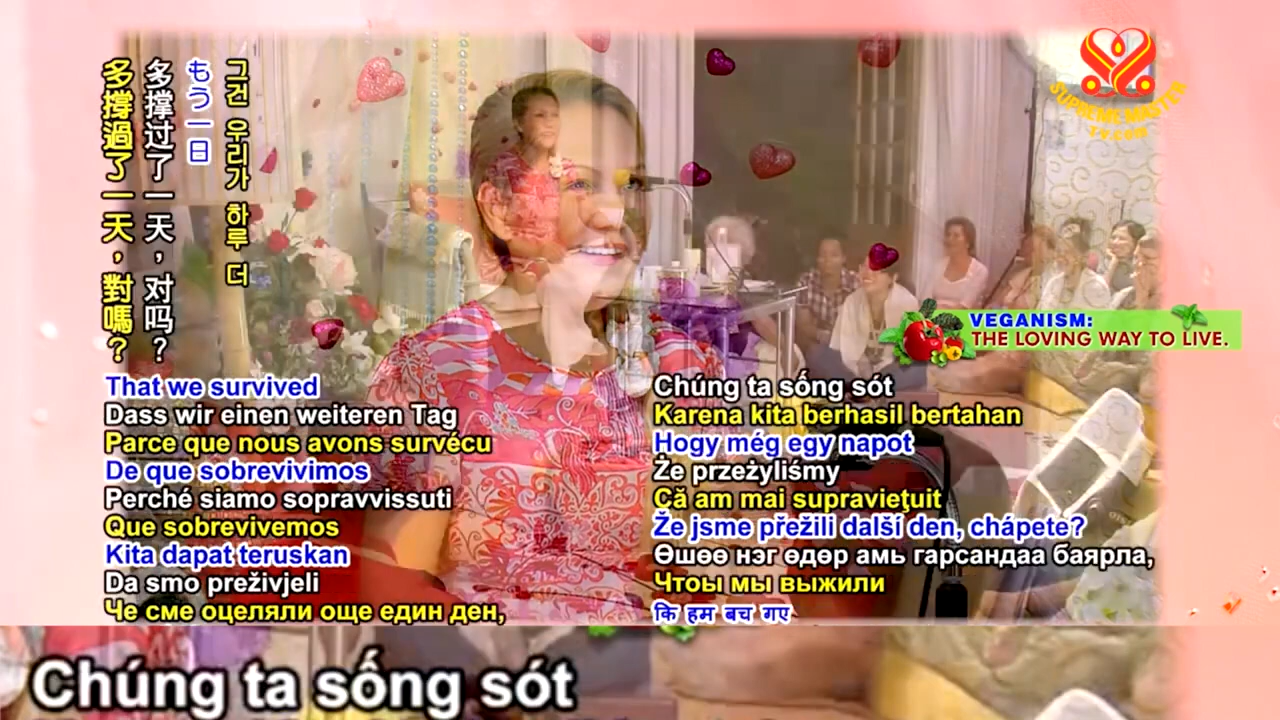 多撐過了一天，對嗎？
多撑过了一天，对吗？
もう一日
그건 우리가 하루 더
SUPREME MASTER
TV.com
VEGANISM:
THE LOVING WAY TO LIVE.
That we survived
Dass wir einen weiteren Tag
Parce que nous avons survécu
De que sobrevivimos
Perché siamo sopravvissuti
Que sobrevivemos
Kita dapat teruskan
Da smo preživjeli
Че сме оцеляли още един ден,
Chúng ta sống sót
Karena kita berhasil bertahan
Hogy még egy napot
Że przeżyliśmy
Că am mai supravieţuit
Že jsme přežili další den, chápete?
Өшөө нэг өдөр амь гарсандаа баярла,
Чтоы мы выжили
कि हम बच गए
Chúng ta sống sót